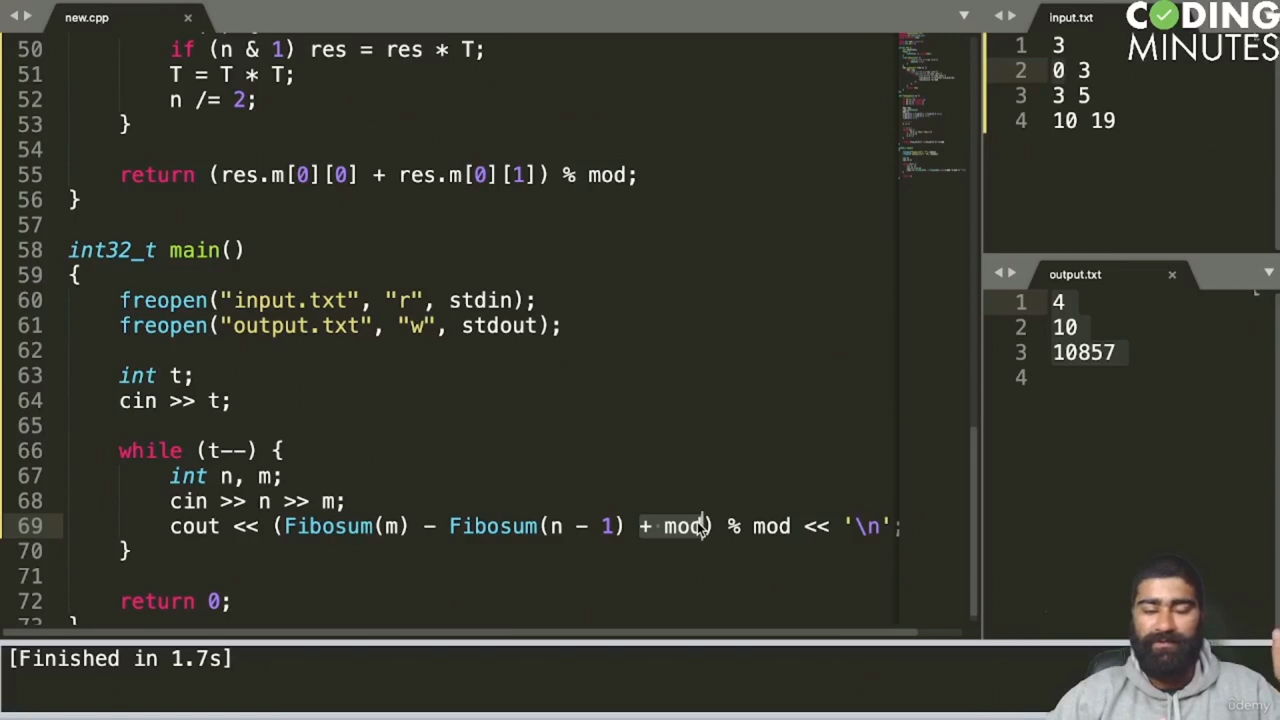 new.cpp
50 if (n & 1) res = res * T;
51 T = T * T;
52 n /= 2;
53 }
54
55 return (res.m[0][0] + res.m[0][1]) % mod;
56 }
57
58 int32_t main()
59 {
60 freopen("input.txt", "r", stdin);
61 freopen("output.txt", "w", stdout);
62
63 int t;
64 cin >> t;
65
66 while (t--) {
67 int n, m;
68 cin >> n >> m;
69 cout << (Fibosum(m) - Fibosum(n - 1) + mod) % mod << '\n';
70 }
71
72 return 0;
input.txt
CODING
MINUTES
1 3
2 0 3
3 3 5
4 10 19
output.txt
1 4
2 10
3 10857
4
[Finished in 1.7s]
ûdemy